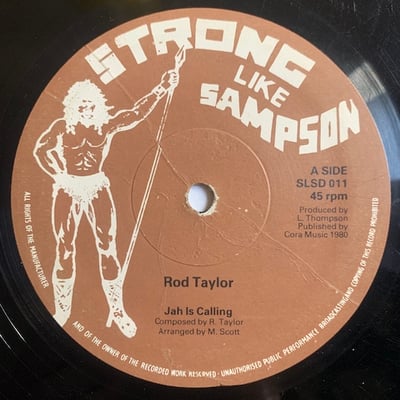 STRONG
LIKE
SAMPSON
A SIDE
SLSD 011
45 rpm
Produced by
L. Thompson
Published by
Cora Music 1980
Rod Taylor
Jah Is Calling
Composed by R. Taylor
Arranged by M. Scott
ALL RIGHTS OF THE MANUFACTURER
AND OF THE OWNER OF THE RECORDED WORK RESERVED · UNAUTHORISED PUBLIC PERFORMANCE BROADCASTING AND COPYING OF THIS RECORD PROHIBITED